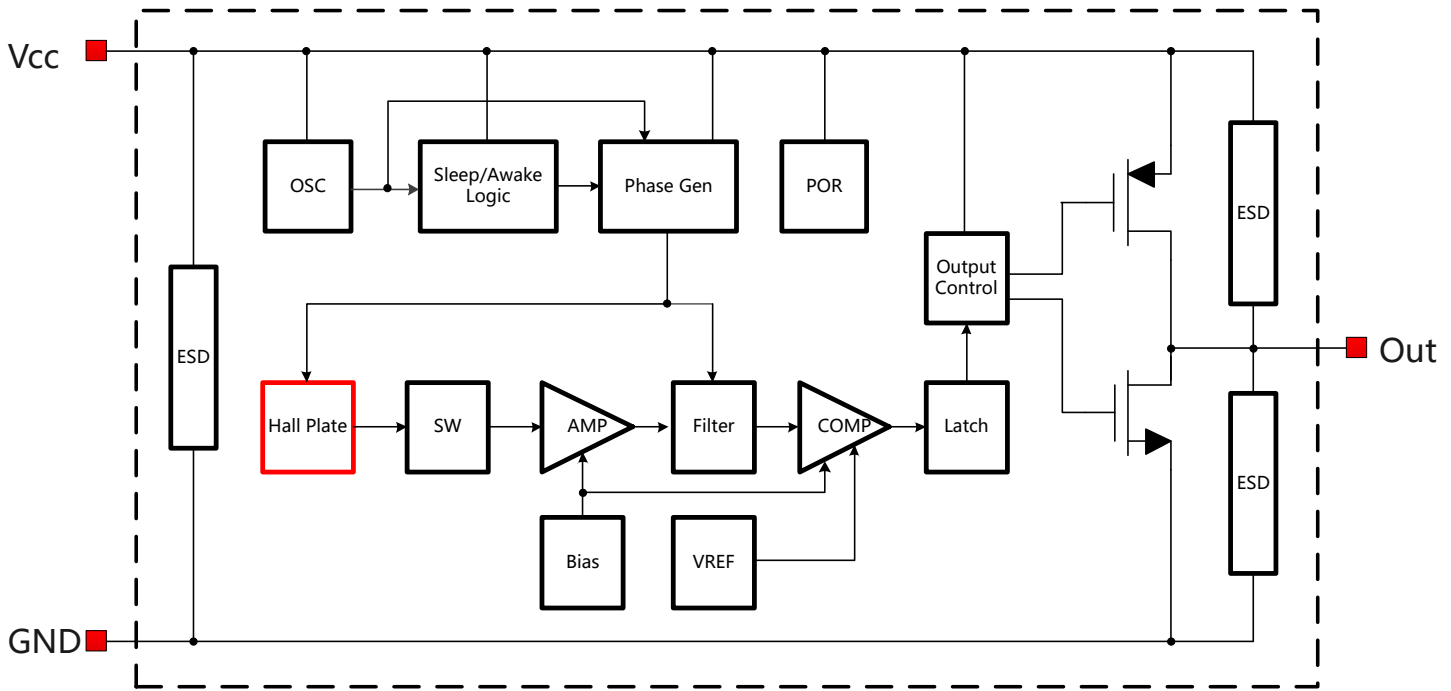 Vcc
OSC
Sleep/Awake
Logic
Phase Gen
POR
ESD
Output
Control
ESD
Out
Hall Plate
SW
AMP
Filter
COMP
Latch
ESD
Bias
VREF
GND